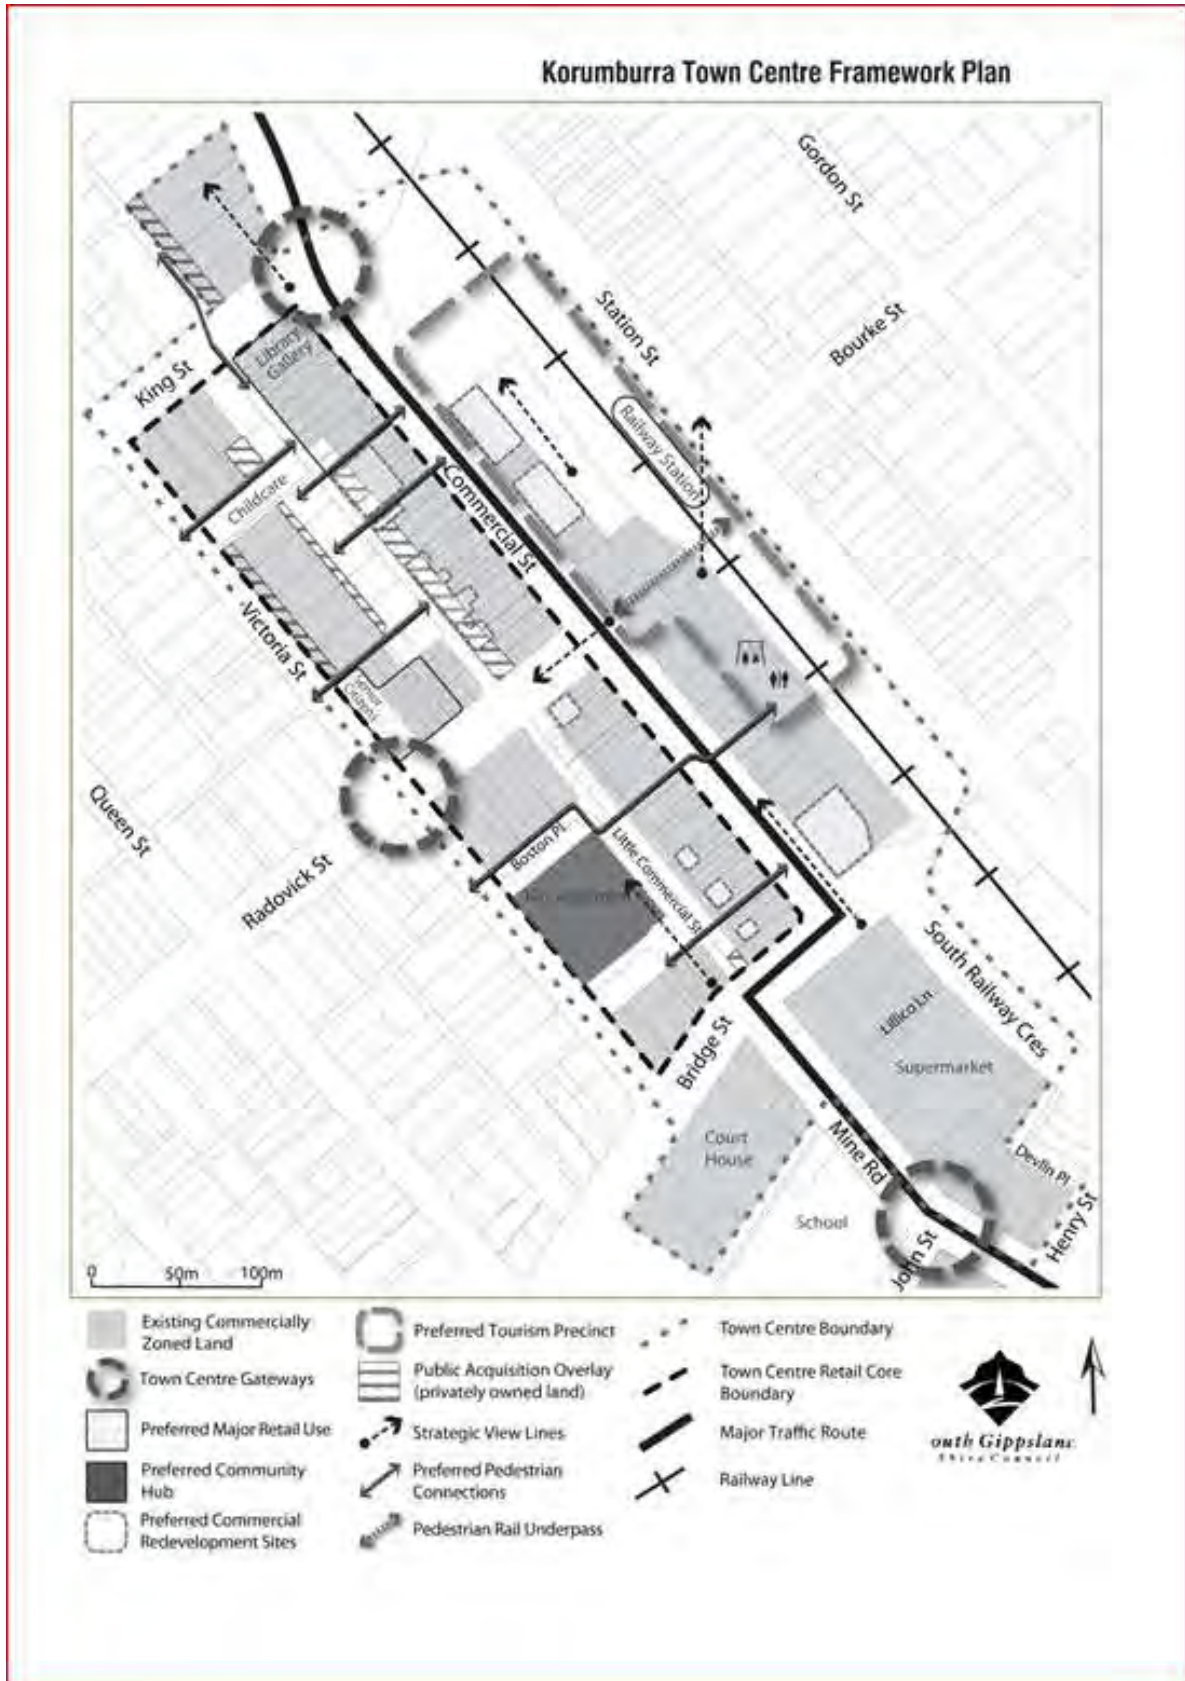 Korumburra Town Centre Framework Plan
Gordon St
Station St
Bourke St
Library
Gallery
King St
Railway Station
Childcare
Commercial St
Victoria St
Senior
Citizens
Queen St
Radovick St
Boston Pl
Little Commercial St
South Railway Cres
Lillico Ln
Supermarket
Bridge St
Court
House
Mine Rd
Devlin Pl
School
John St
Henry St
0 50m 100m
Existing Commercially
Zoned Land
Town Centre Gateways
Preferred Major Retail Use
Preferred Community
Hub
Preferred Commercial
Redevelopment Sites
Preferred Tourism Precinct
Public Acquisition Overlay
(privately owned land)
Strategic View Lines
Preferred Pedestrian
Connections
Pedestrian Rail Underpass
Town Centre Boundary
Town Centre Retail Core
Boundary
Major Traffic Route
Railway Line
outh Gippslan
Shire Council